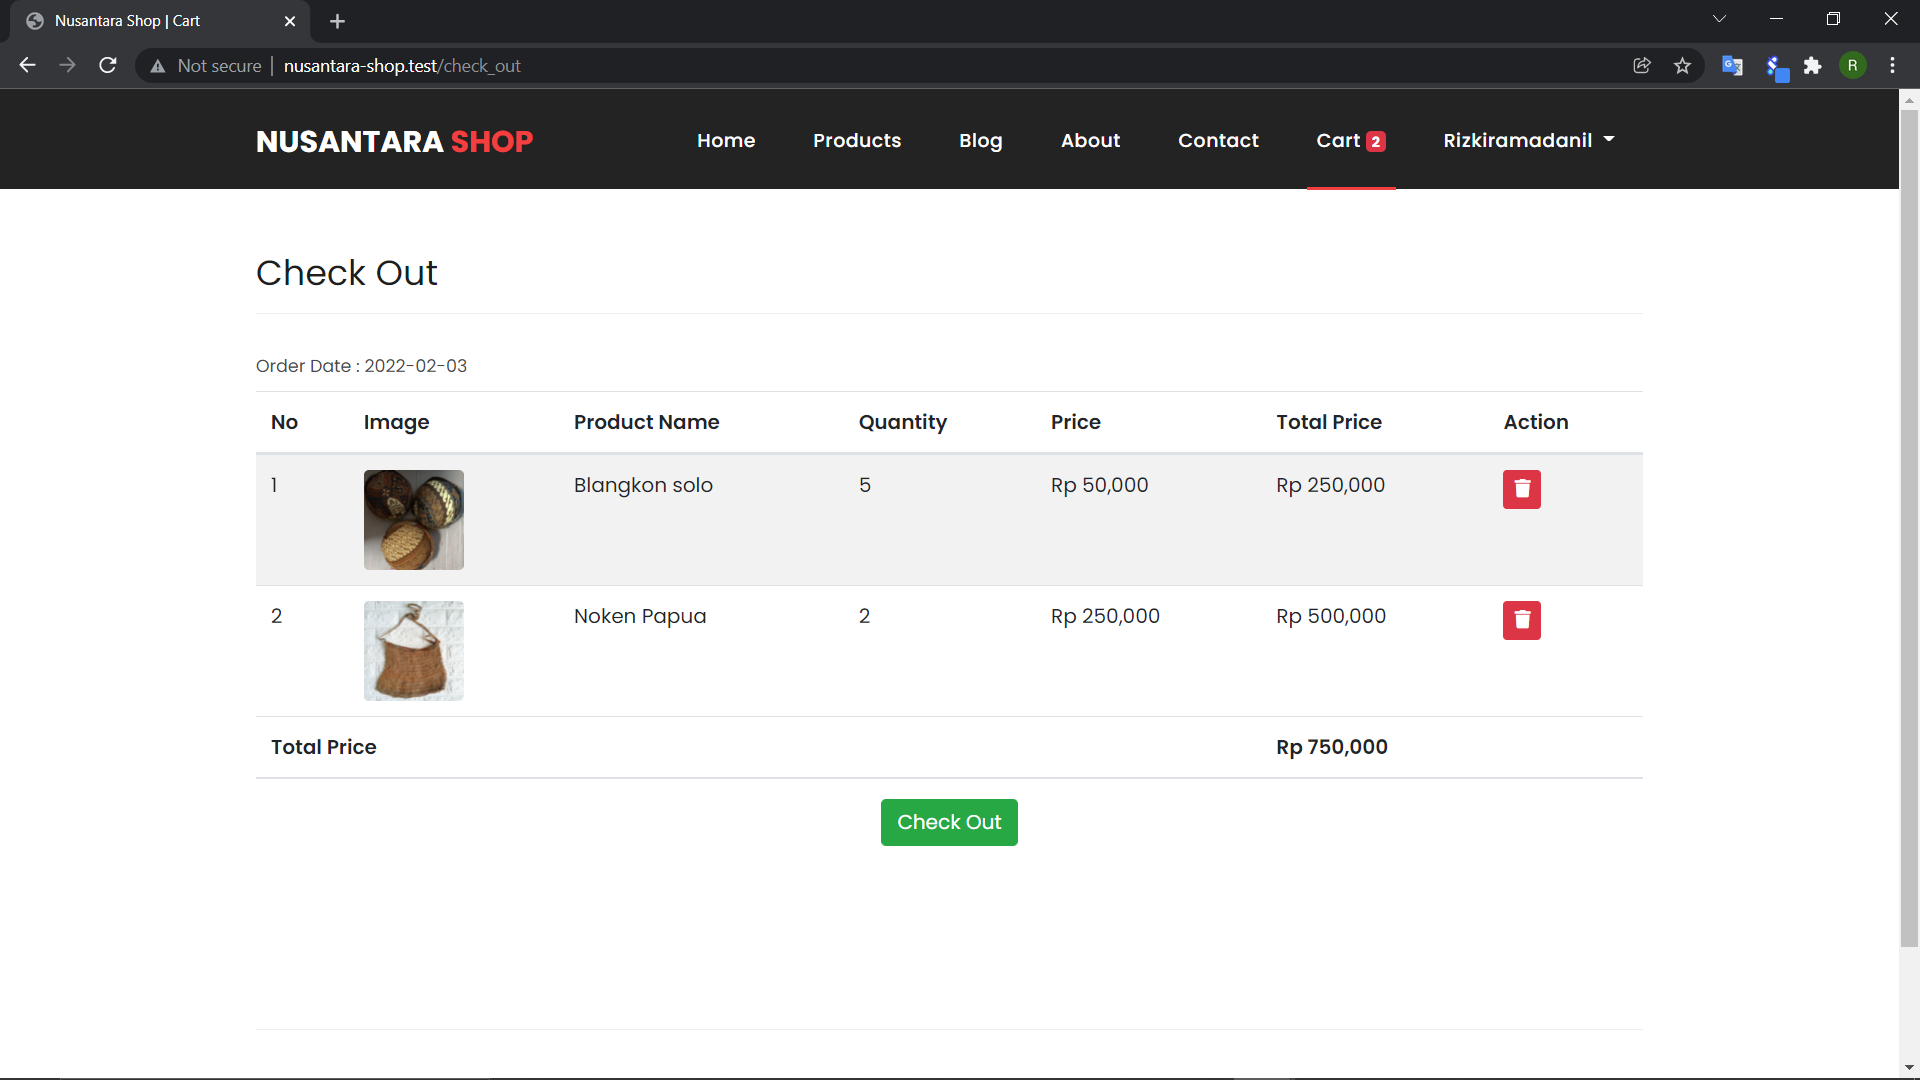 Nusantara Shop | Cart
Not secure | nusantara-shop.test/check_out
R
NUSANTARA SHOP Home Products Blog About Contact Cart 2 Rizkiramadanil
Check Out
Order Date : 2022-02-03
No Image Product Name Quantity Price Total Price Action
1 Blangkon solo 5 Rp 50,000 Rp 250,000
2 Noken Papua 2 Rp 250,000 Rp 500,000
Total Price Rp 750,000
Check Out